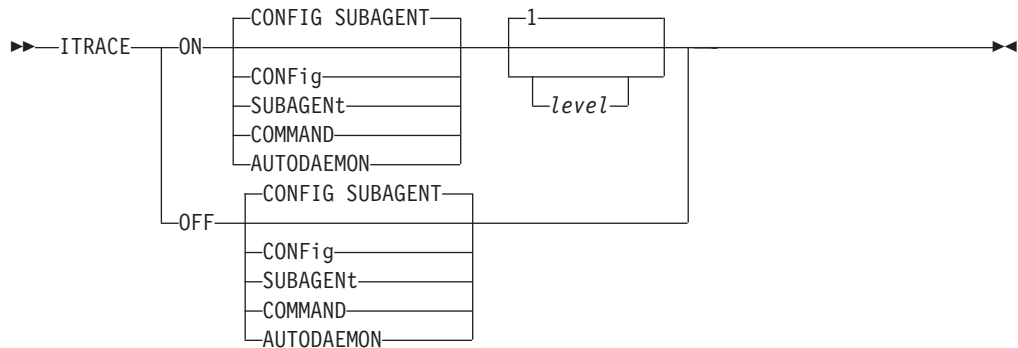 CONFIG SUBAGENT 1
ITRACE ON
CONFig level
SUBAGENt
COMMAND
AUTODAEMON
CONFIG SUBAGENT
OFF
CONFig
SUBAGENt
COMMAND
AUTODAEMON